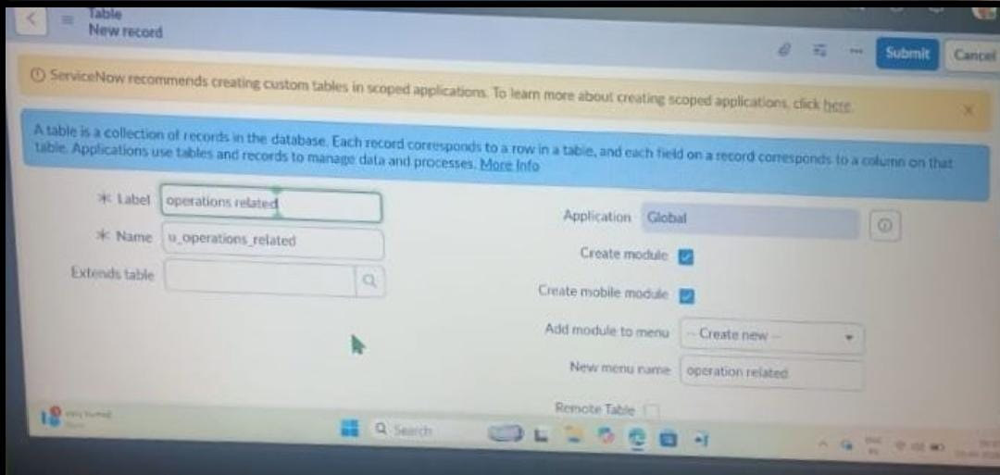 Table
New record
Submit
Cancel
ServiceNow recommends creating custom tables in scoped applications. To learn more about creating scoped applications, click here.
A table is a collection of records in the database. Each record corresponds to a row in a table, and each field on a record corresponds to a column on that
table. Applications use tables and records to manage data and processes. More Info
* Label operations related
* Name u_operations_related
Extends table
Application Global
Create module
Create mobile module
Add module to menu -- Create new --
New menu name operation related
Remote Table
Search